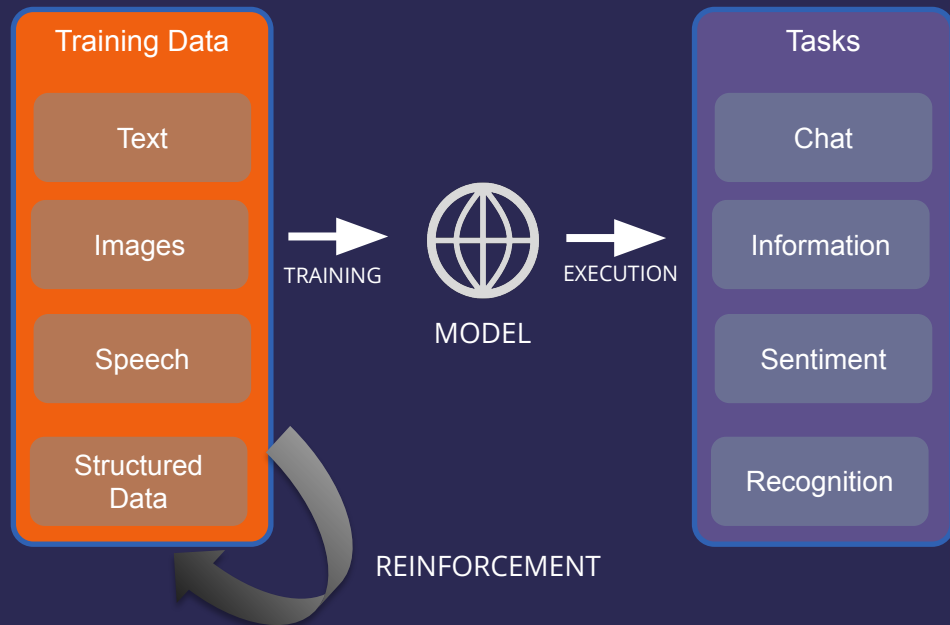 Training Data
Text
Images
Speech
Structured
Data
TRAINING
MODEL
EXECUTION
REINFORCEMENT
Tasks
Chat
Information
Sentiment
Recognition